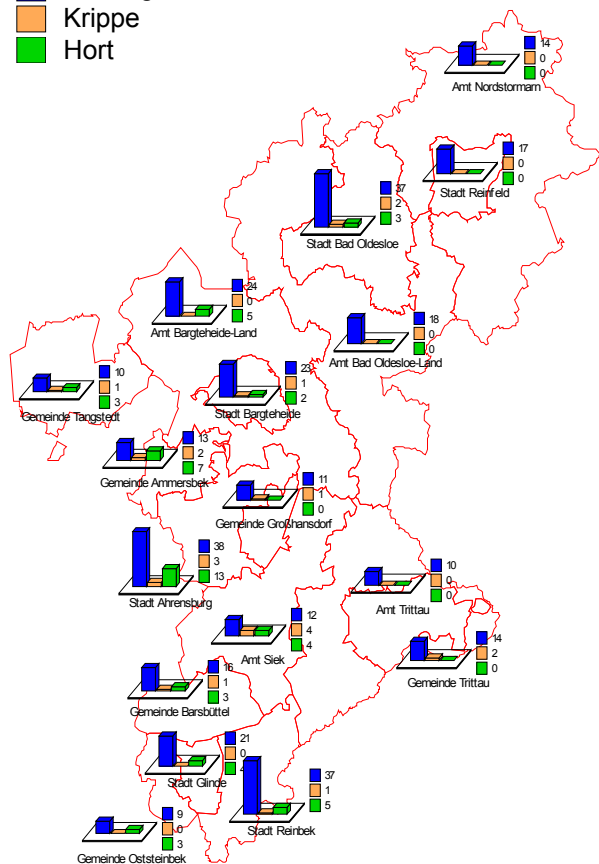 Krippe
Hort
14
0
0
Amt Nordstormarn
17
0
0
Stadt Reinfeld
37
2
3
Stadt Bad Oldesloe
24
0
5
Amt Bargteheide-Land
18
0
0
Amt Bad Oldesloe-Land
10
1
3
Gemeinde Tangstedt
23
1
2
Stadt Bargteheide
13
2
7
Gemeinde Ammersbek
11
1
0
Gemeinde Großhansdorf
38
3
13
Stadt Ahrensburg
10
0
0
Amt Trittau
12
4
4
Amt Siek
14
2
0
Gemeinde Trittau
16
1
3
Gemeinde Barsbüttel
21
0
4
Stadt Glinde
37
1
5
Stadt Reinbek
9
0
3
Gemeinde Oststeinbek